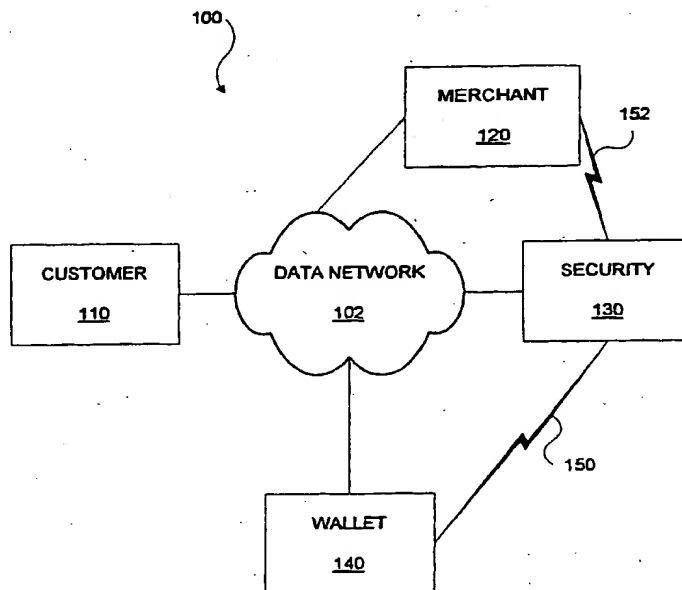 100
MERCHANT
120
152
CUSTOMER
110
DATA NETWORK
102
SECURITY
130
150
WALLET
140